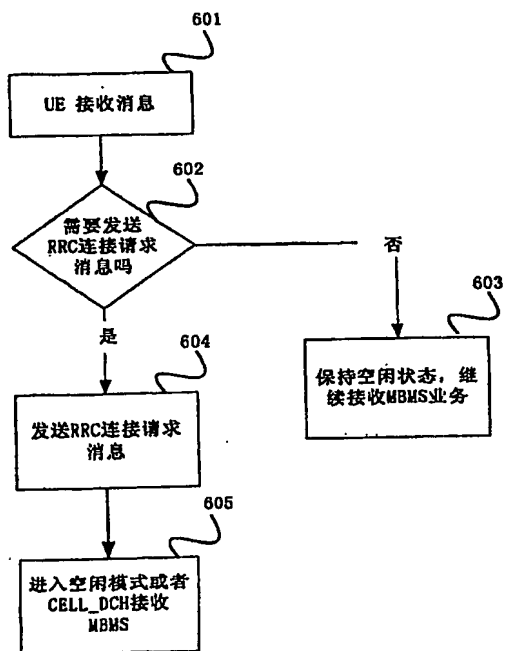 601
UE 接收消息
602
需要发送
RRC连接请求
消息吗
否
603
是
604
保持空闲状态，继
续接收MBMS业务
发送RRC连接请求
消息
605
进入空闲模式或者
CELL_DCH接收
MBMS